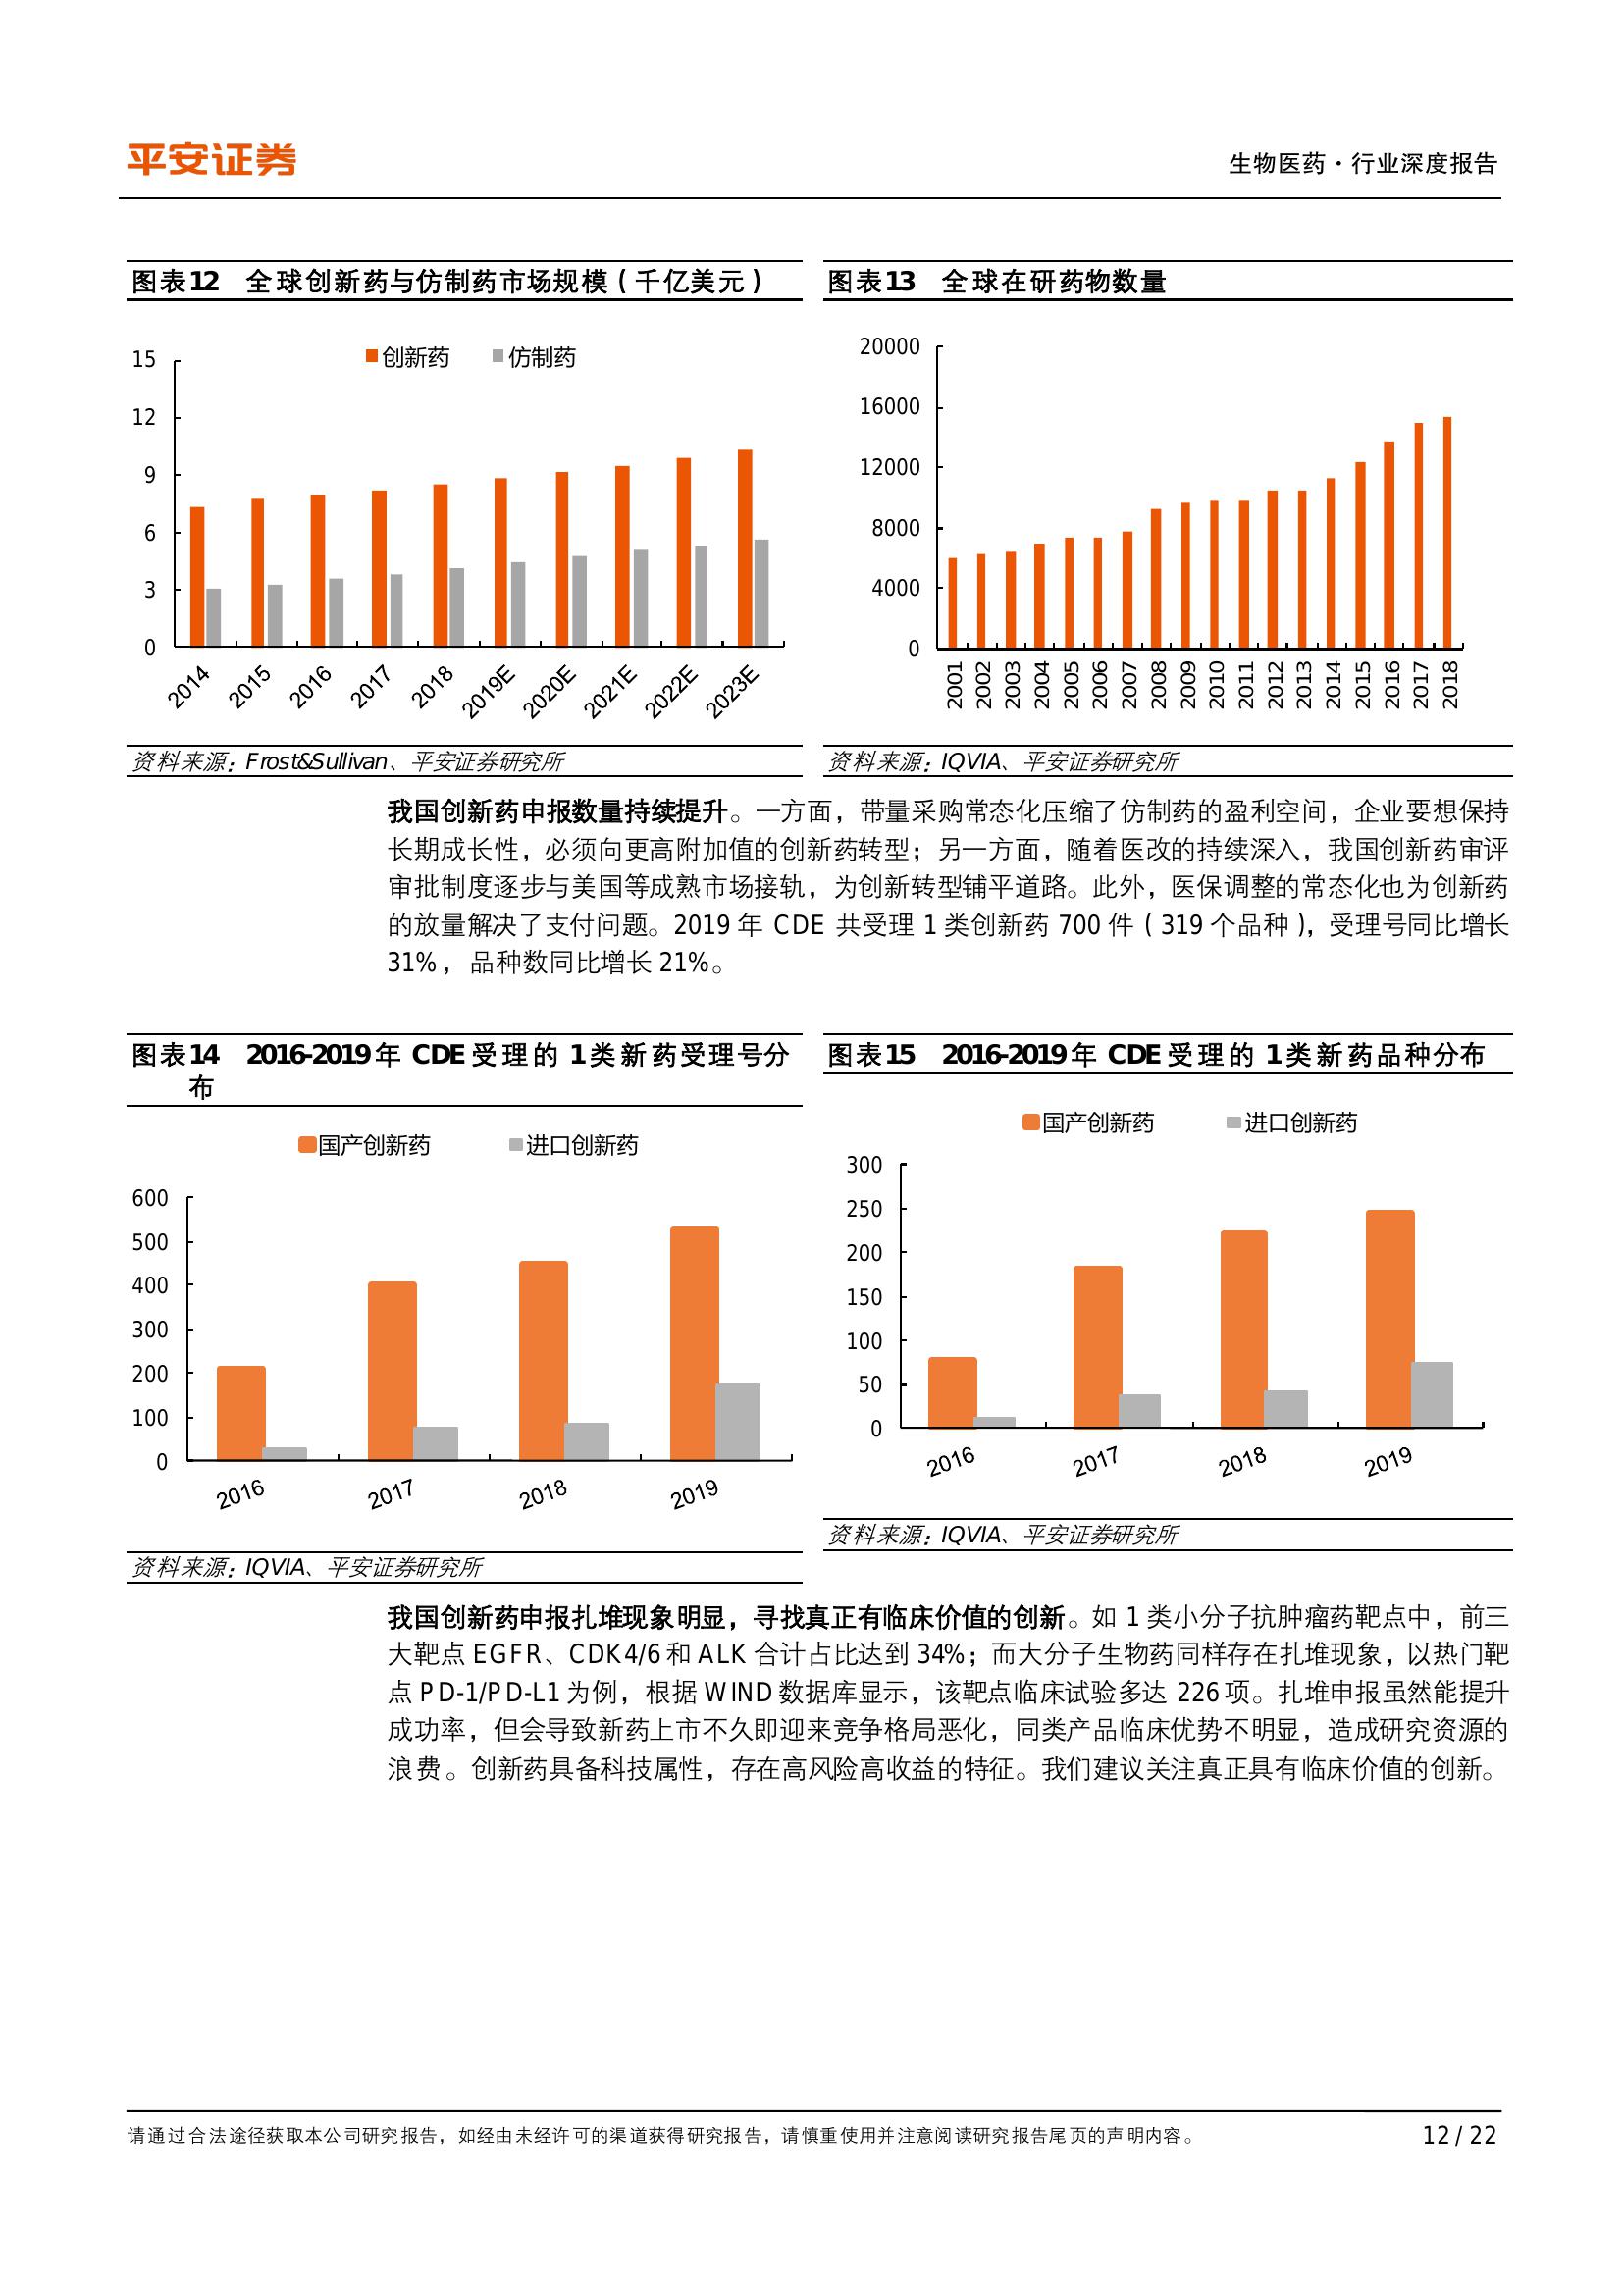 平安证券
生物医药·行业深度报告
图表12 全球创新药与仿制药市场规模(千亿美元)
创新药 仿制药
15
12
9
6
3
0
2014 2015 2016 2017 2018 2019E 2020E 2021E 2022E 2023E
资料来源:Frost&Sullivan、平安证券研究所
图表13 全球在研药物数量
20000
16000
12000
8000
4000
0
2001 2002 2003 2004 2005 2006 2007 2008 2009 2010 2011 2012 2013 2014 2015 2016 2017 2018
资料来源:IQVIA、平安证券研究所
我国创新药申报数量持续提升。一方面,带量采购常态化压缩了仿制药的盈利空间,企业要想保持
长期成长性,必须向更高附加值的创新药转型;另一方面,随着医改的持续深入,我国创新药审评
审批制度逐步与美国等成熟市场接轨,为创新转型铺平道路。此外,医保调整的常态化也为创新药
的放量解决了支付问题。2019 年 CDE 共受理 1 类创新药 700 件(319 个品种),受理号同比增长
31%,品种数同比增长 21%。
图表14 2016-2019年 CDE受理的 1类新药受理号分
布
国产创新药 进口创新药
600
500
400
300
200
100
0
2016 2017 2018 2019
资料来源:IQVIA、平安证券研究所
图表15 2016-2019年 CDE受理的 1类新药品种分布
国产创新药 进口创新药
300
250
200
150
100
50
0
2016 2017 2018 2019
资料来源:IQVIA、平安证券研究所
我国创新药申报扎堆现象明显,寻找真正有临床价值的创新。如 1 类小分子抗肿瘤药靶点中,前三
大靶点 EGFR、CDK4/6 和 ALK 合计占比达到 34%;而大分子生物药同样存在扎堆现象,以热门靶
点 PD-1/PD-L1 为例,根据 WIND 数据库显示,该靶点临床试验多达 226 项。扎堆申报虽然能提升
成功率,但会导致新药上市不久即迎来竞争格局恶化,同类产品临床优势不明显,造成研究资源的
浪费。创新药具备科技属性,存在高风险高收益的特征。我们建议关注真正具有临床价值的创新。
请通过合法途径获取本公司研究报告,如经由未经许可的渠道获得研究报告,请慎重使用并注意阅读研究报告尾页的声明内容。
12 / 22